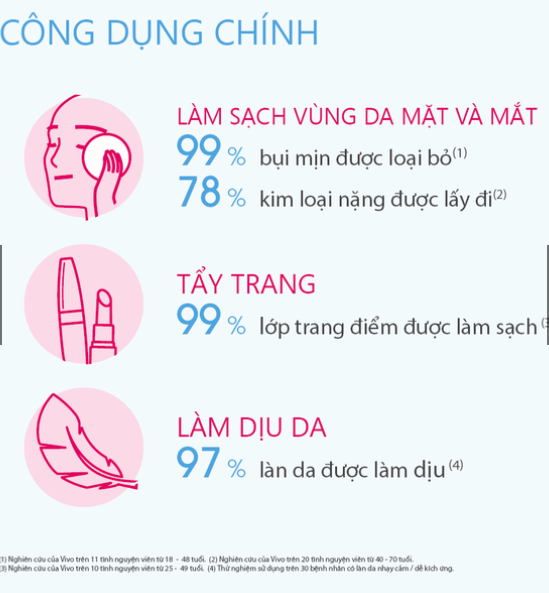 CÔNG DỤNG CHÍNH
LÀM SẠCH VÙNG DA MẶT VÀ MẮT
99 % bụi mịn được loại bỏ(1)
78 % kim loại nặng được lấy đi(2)
TẨY TRANG
99 % lớp trang điểm được làm sạch (3
LÀM DỊU DA
97 % làn da được làm dịu (4)
(1) Nghiên cứu của Vivo trên 11 tình nguyện viên từ 18 - 48 tuổi. (2) Nghiên cứu của Vivo trên 20 tình nguyện viên từ 40 - 70 tuổi.
(3) Nghiên cứu của Vivo trên 10 tình nguyện viên từ 25 - 49 tuổi. (4) Thử nghiệm sử dụng trên 30 bệnh nhân có làn da nhạy cảm / dễ kích ứng.